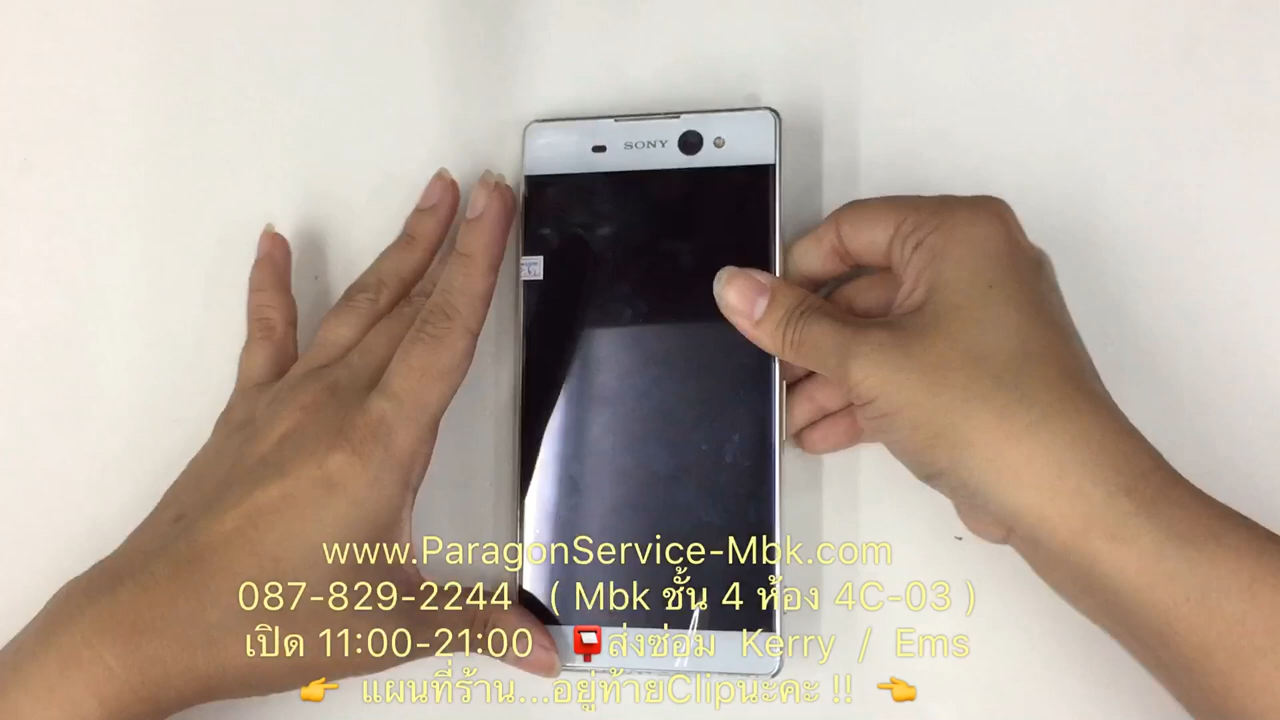 SONY
www.ParagonService-Mbk.com
087-829-2244 ( Mbk ชั้น 4 ห้อง 4C-03 )
เปิด 11:00-21:00 📮ส่งซ่อม Kerry / Ems
👉 แผนที่ร้าน...อยู่ท้ายClipนะคะ !! 👈